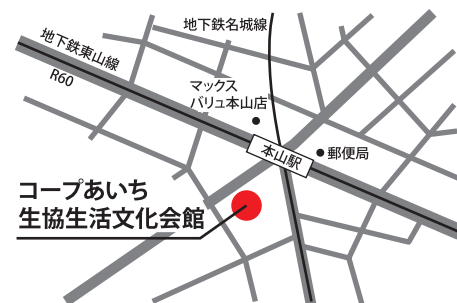 地下鉄名城線
地下鉄東山線
R60
マックス
バリュ本山店
本山駅
郵便局
コープあいち
生協生活文化会館